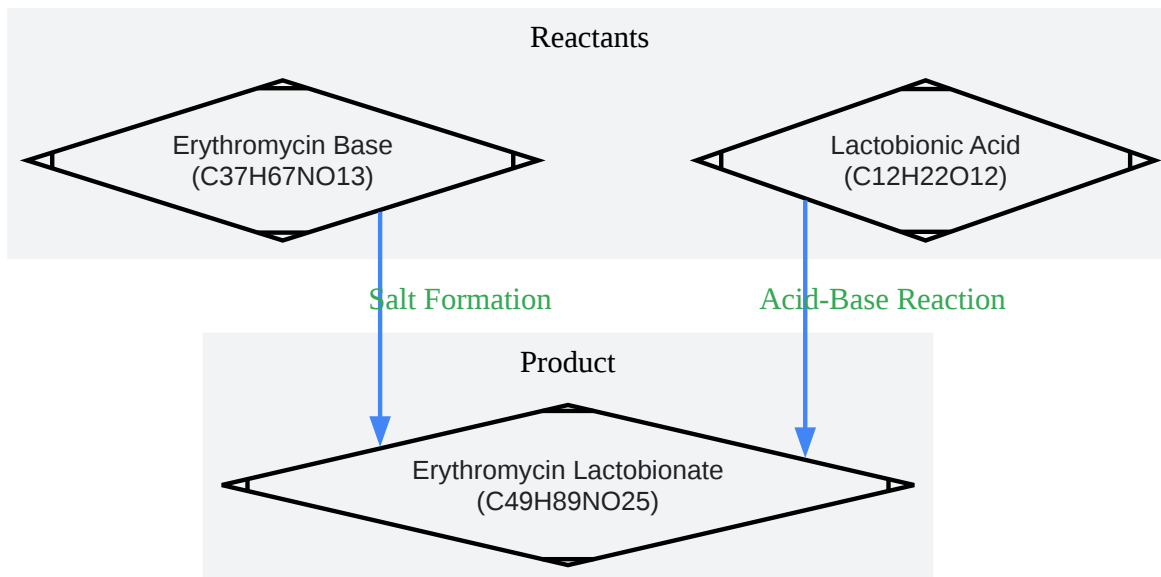 Reactants
Erythromycin Base
(C37H67NO13)
Lactobionic Acid
(C12H22O12)
Salt Formation
Acid-Base Reaction
Product
Erythromycin Lactobionate
(C49H89NO25)